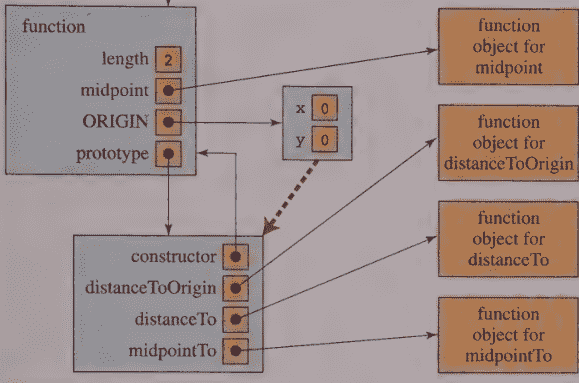 function
length 2
midpoint
ORIGIN
prototype
x 0
y 0
constructor
distanceToOrigin
distanceTo
midpointTo
function
object for
midpoint
function
object for
distanceToOrigin
function
object for
distanceTo
function
object for
midpointTo